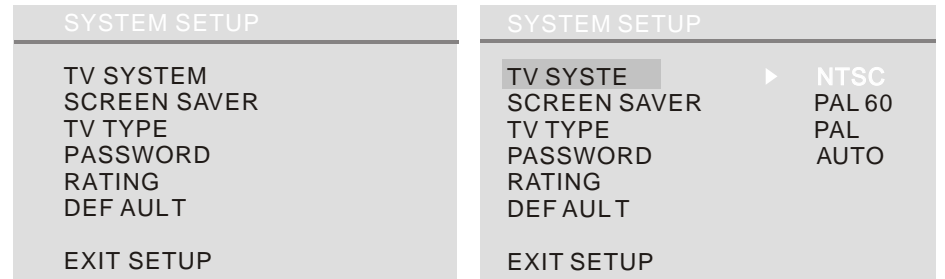 SYSTEM SETUP
TV SYSTEM
SCREEN SAVER
TV TYPE
PASSWORD
RATING
DEF AULT
EXIT SETUP
SYSTEM SETUP
TV SYSTE NTSC
SCREEN SAVER PAL 60
TV TYPE PAL
PASSWORD AUTO
RATING
DEF AULT
EXIT SETUP